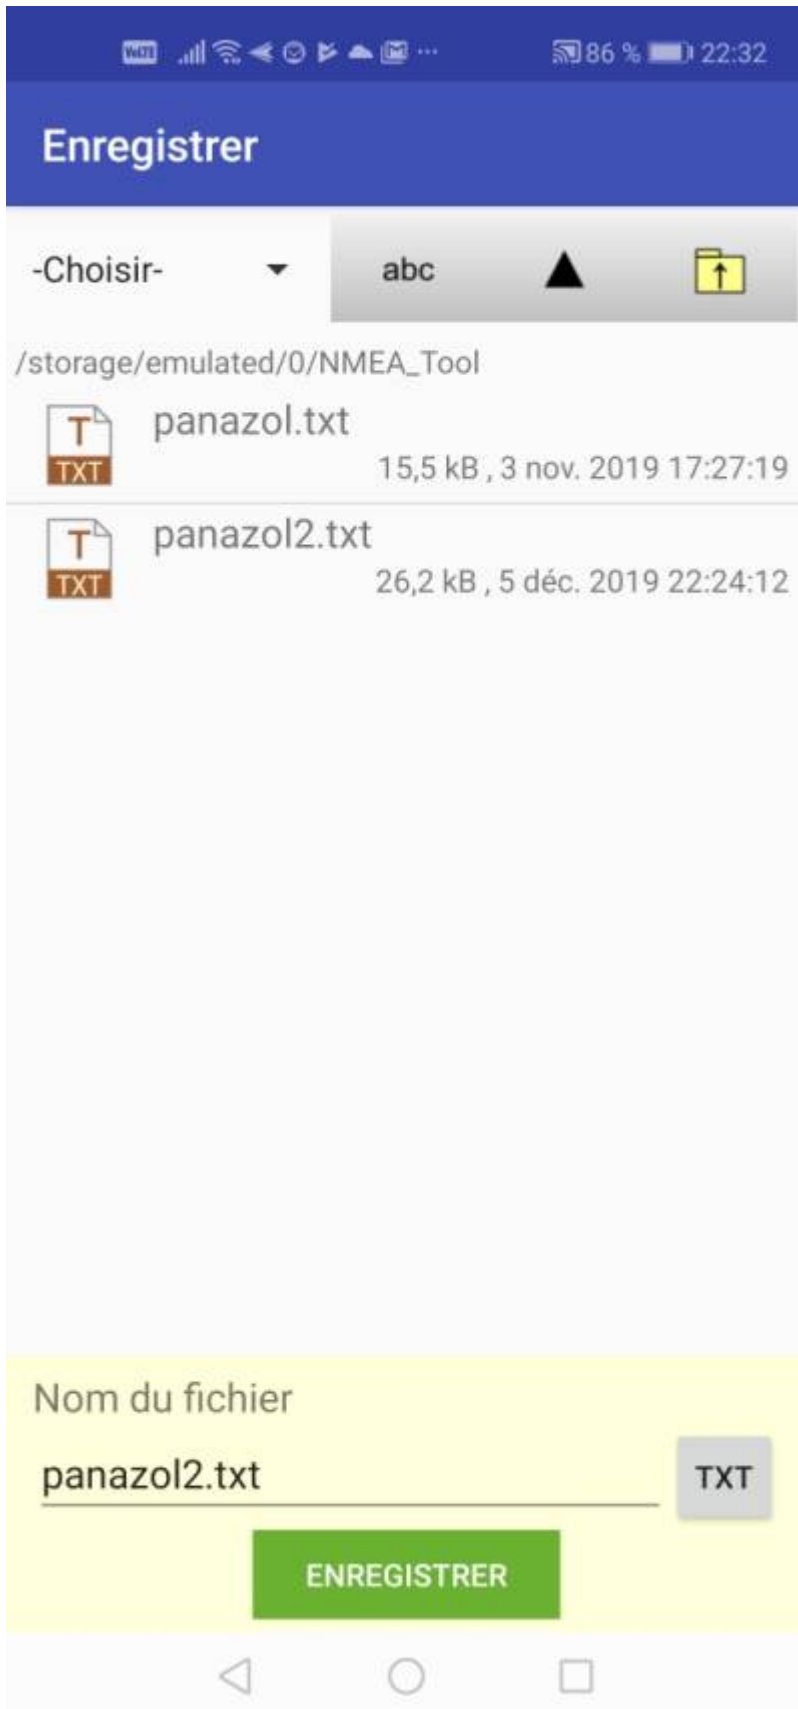 VoLTE 86 % 22:32
Enregistrer
-Choisir- abc
/storage/emulated/0/NMEA_Tool
panazol.txt
T
TXT
15,5 kB , 3 nov. 2019 17:27:19
panazol2.txt
T
TXT
26,2 kB , 5 déc. 2019 22:24:12
Nom du fichier
panazol2.txt TXT
ENREGISTRER